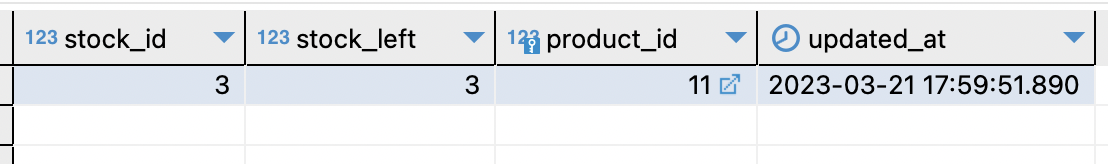 123 stock_id 123 stock_left 123 product_id updated_at
3 3 11 2023-03-21 17:59:51.890